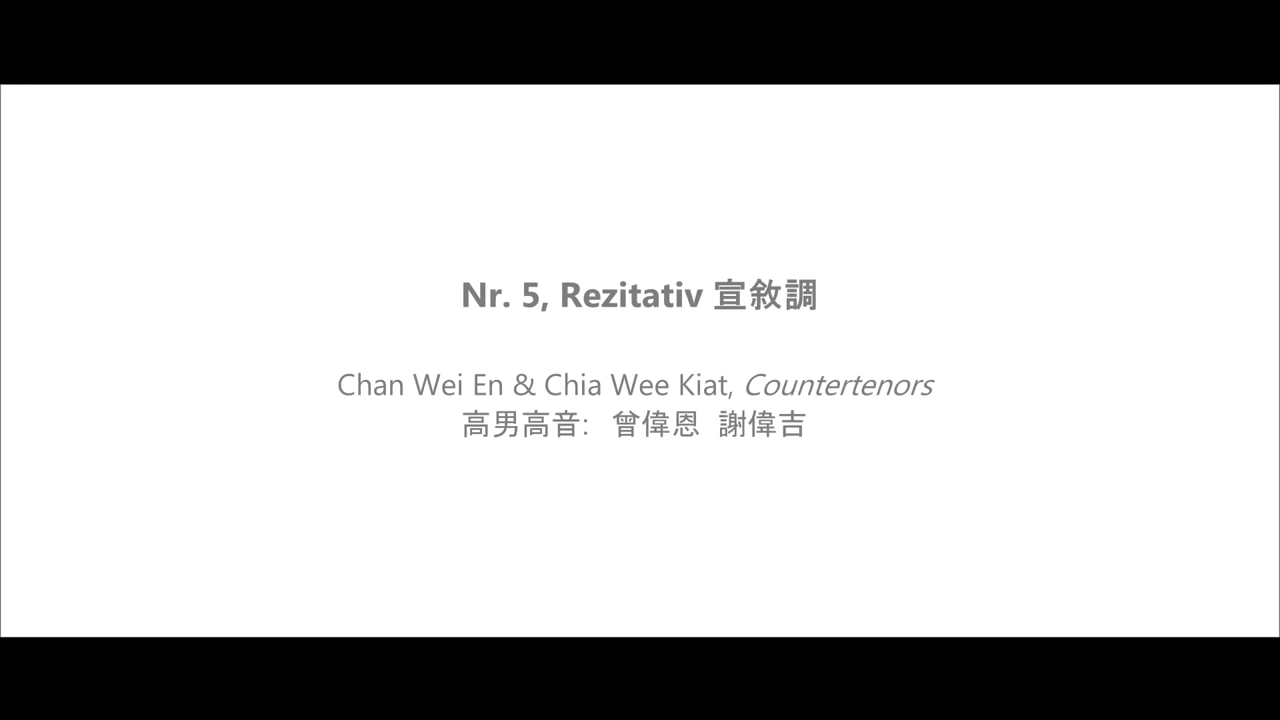 Nr. 5, Rezitativ 宣敘調
Chan Wei En & Chia Wee Kiat, Countertenors
高男高音: 曾偉恩 謝偉吉